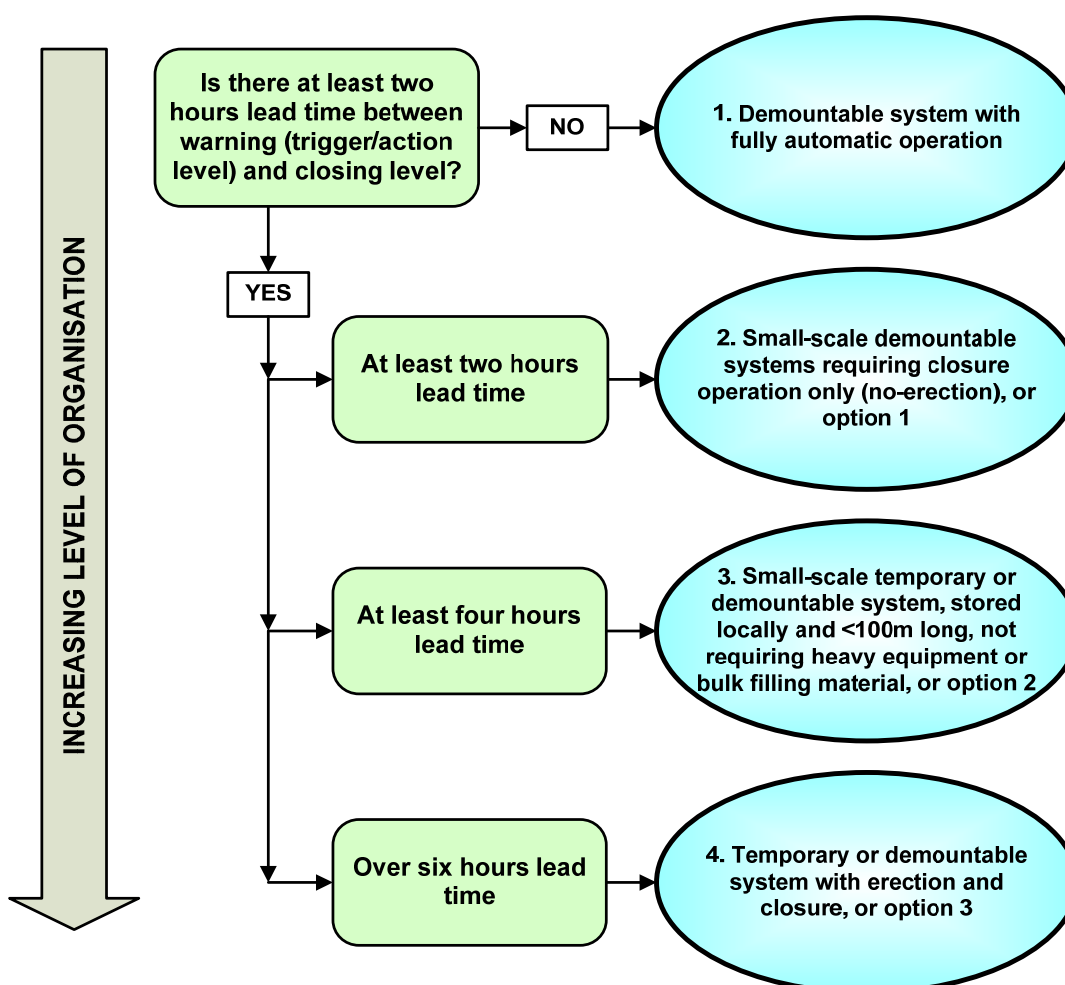 INCREASING LEVEL OF ORGANISATION
Is there at least two
hours lead time between
warning (trigger/action
level) and closing level?
NO
1. Demountable system with
fully automatic operation
YES
At least two hours
lead time
2. Small-scale demountable
systems requiring closure
operation only (no-erection), or
option 1
At least four hours
lead time
3. Small-scale temporary or
demountable system, stored
locally and <100m long, not
requiring heavy equipment or
bulk filling material, or option 2
Over six hours lead
time
4. Temporary or demountable
system with erection and
closure, or option 3